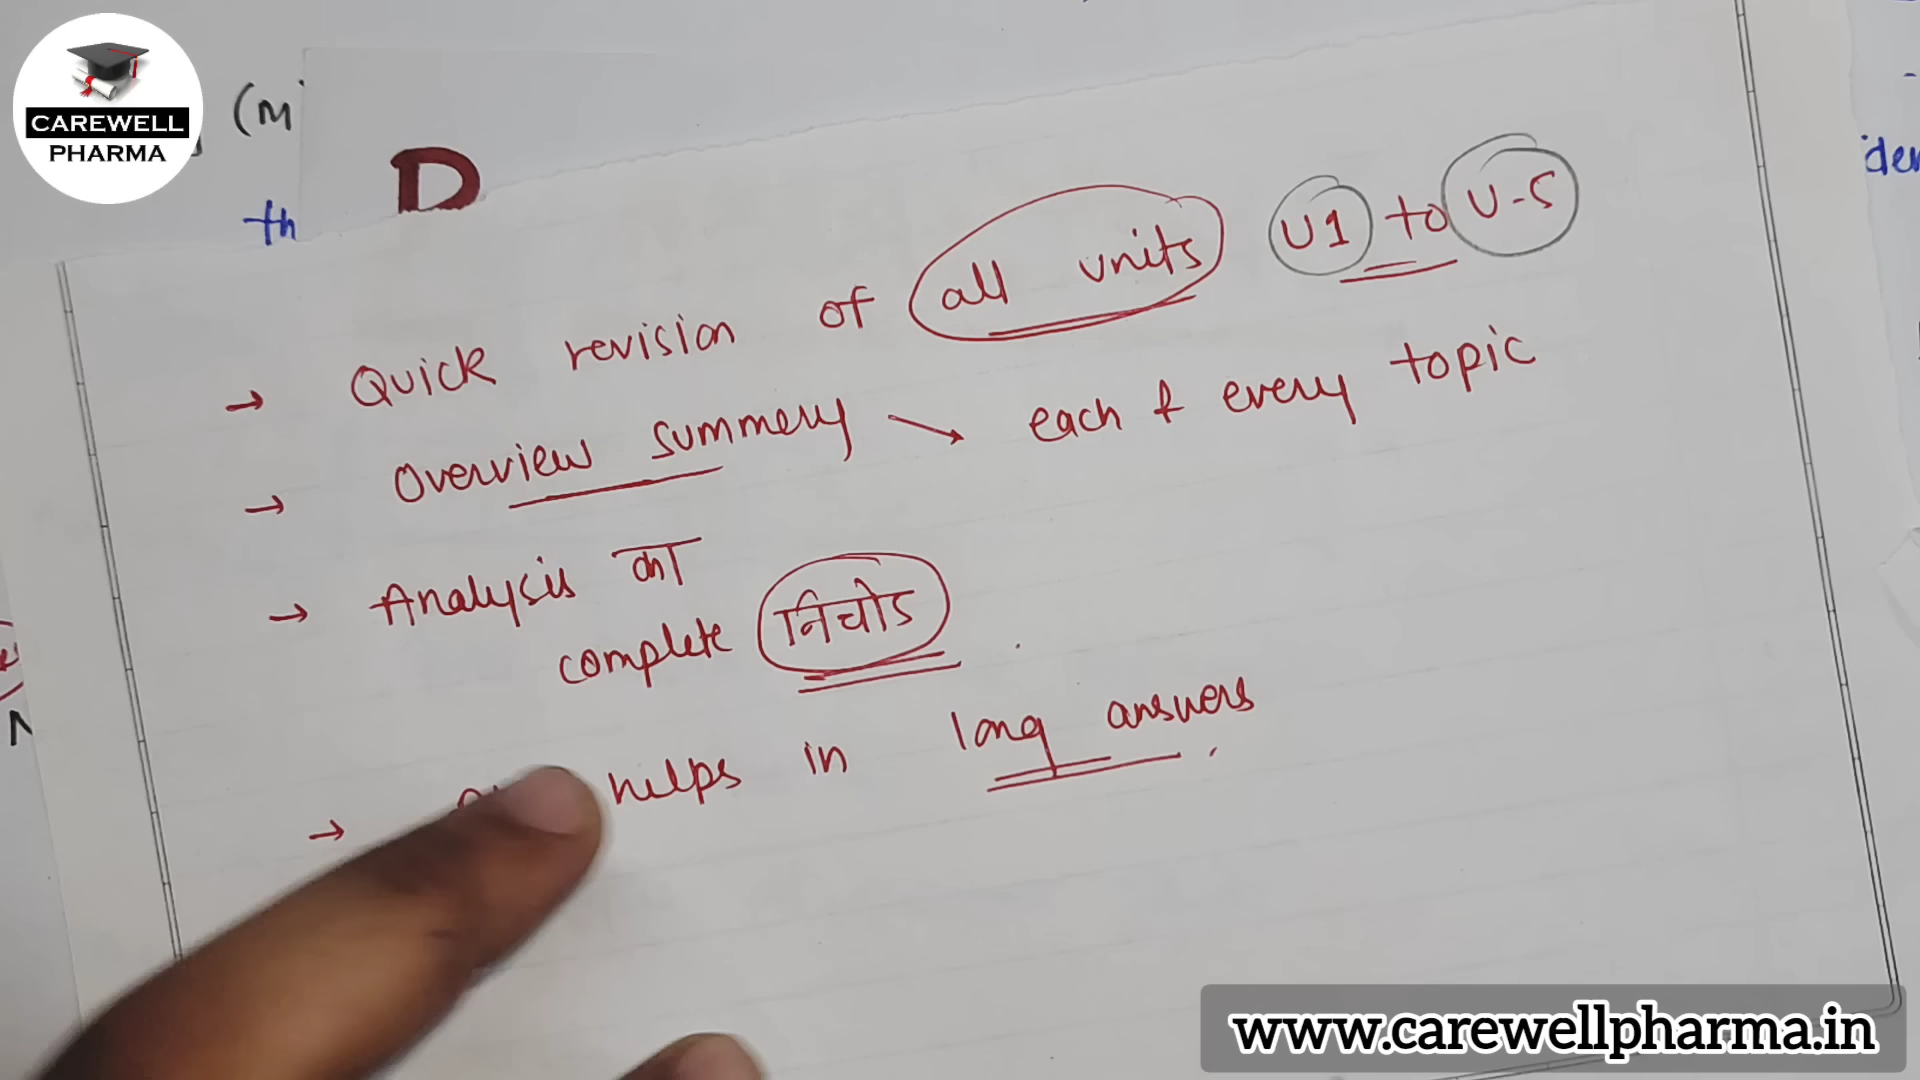 CAREWELL
PHARMA
(M
th
D
→ Quick revision of all units U1 to U-5
→ Overview summery → each & every topic
→ Analysis का
complete निचोड
→ helps in long answers.
www.carewellpharma.in